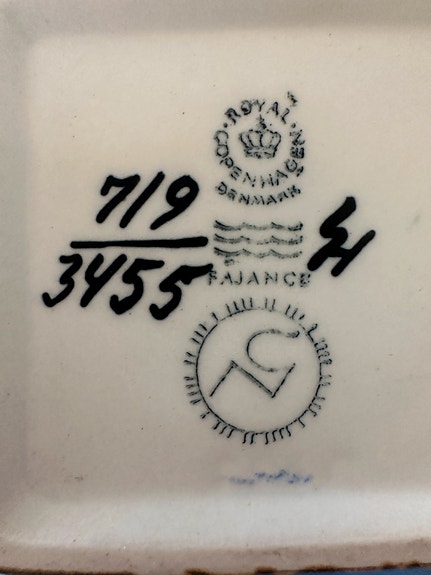 ROYAL
COPENHAGEN
DENMARK
719
3455
FAJANCE